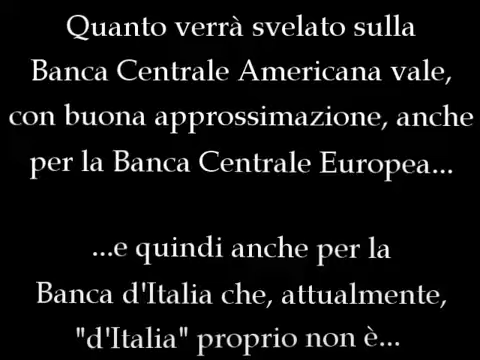 Quanto verrà svelato sulla
Banca Centrale Americana vale,
con buona approssimazione, anche
per la Banca Centrale Europea...
...e quindi anche per la
Banca d'Italia che, attualmente,
"d'Italia" proprio non è...